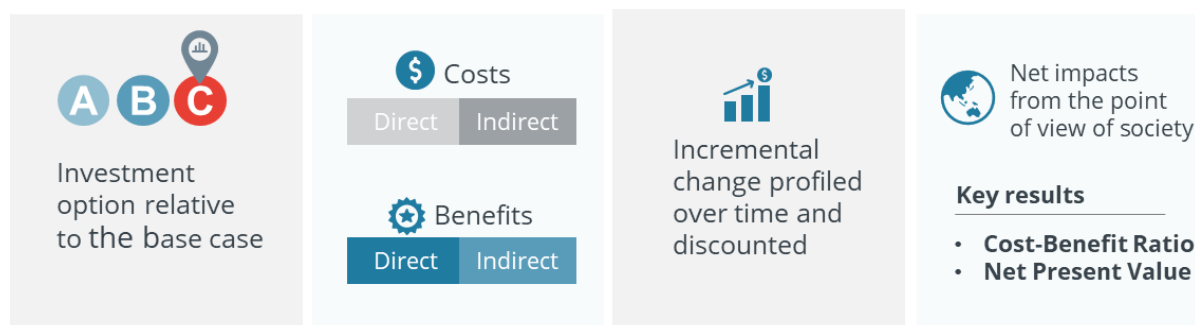 A B C
Investment
option relative
to the base case
$ Costs
Direct Indirect
Benefits
Direct Indirect
$
Incremental
change profiled
over time and
discounted
Net impacts
from the point
of view of society
Key results
• Cost-Benefit Ratio
• Net Present Value